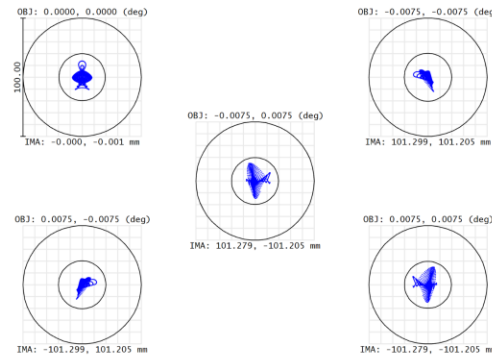 OBJ: 0.0000, 0.0000 (deg)
100.00
IMA: -0.000, -0.001 mm
OBJ: -0.0075, -0.0075 (deg)
IMA: 101.299, 101.205 mm
OBJ: -0.0075, 0.0075 (deg)
IMA: 101.279, -101.205 mm
OBJ: 0.0075, -0.0075 (deg)
IMA: -101.299, 101.205 mm
OBJ: 0.0075, 0.0075 (deg)
IMA: -101.279, -101.205 mm